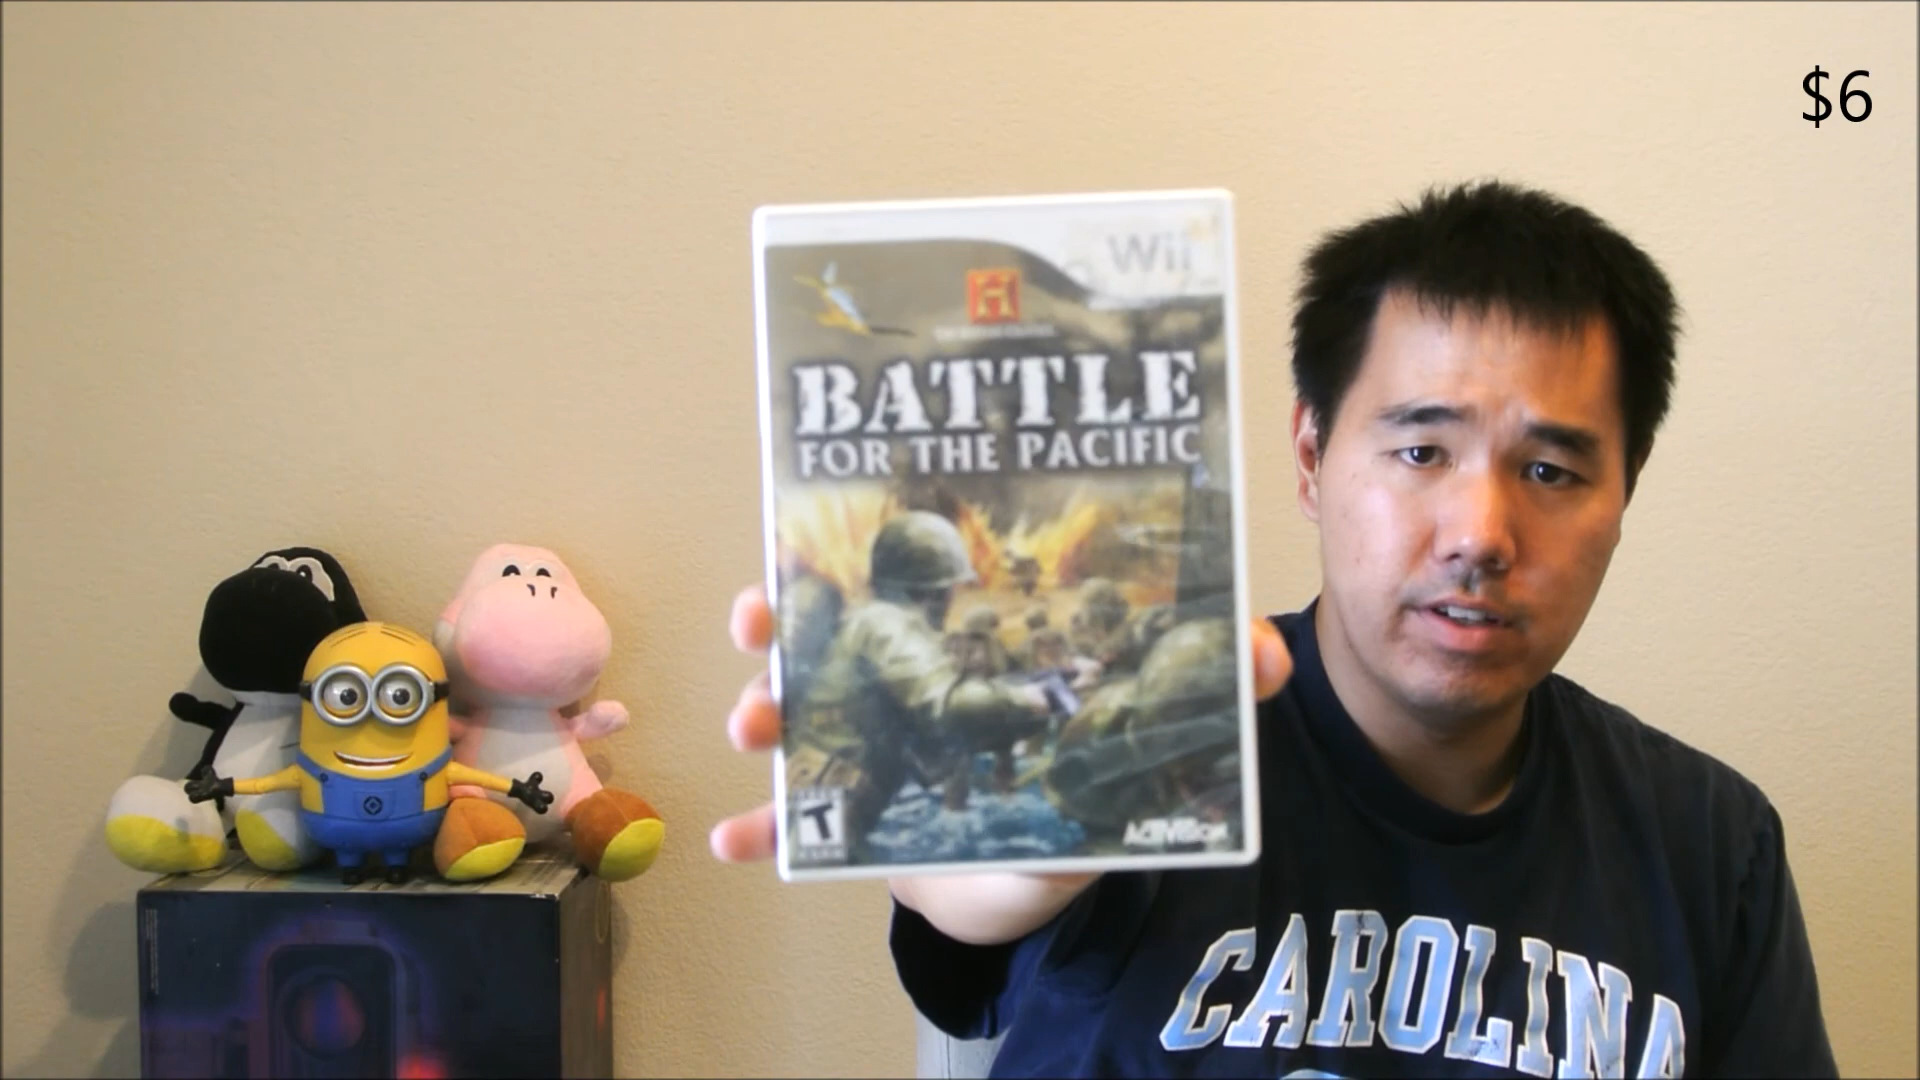 $6
Wii
H
BATTLE
FOR THE PACIFIC
T
ACTIVISION
CAROLINA